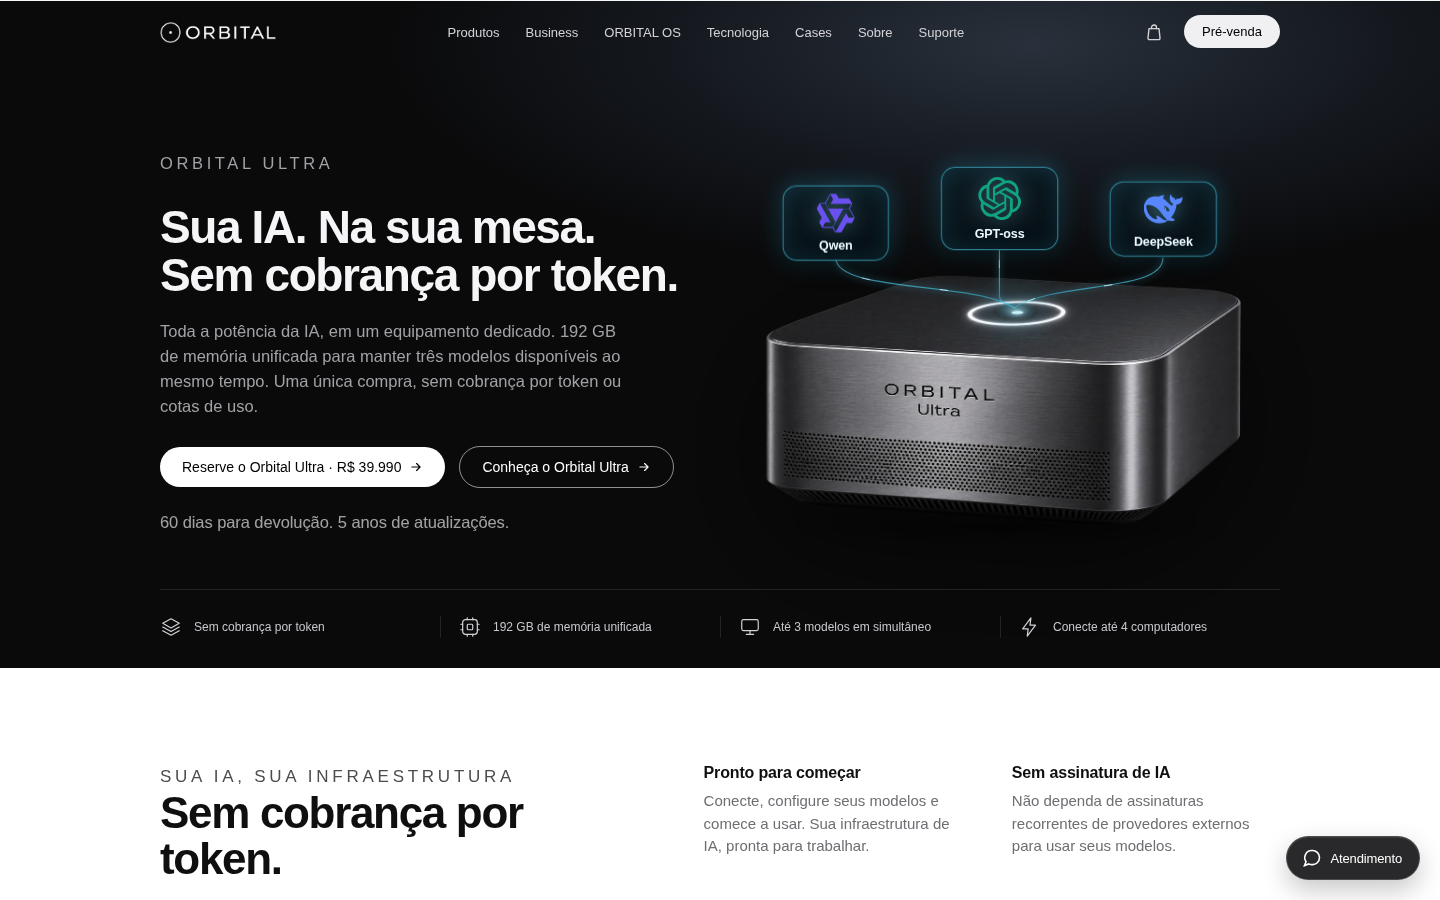 ORBITAL
Produtos
Business
ORBITAL OS
Tecnologia
Cases
Sobre
Suporte
Pré-venda
ORBITAL ULTRA
Sua IA. Na sua mesa.
Sem cobrança por token.
Toda a potência da IA, em um equipamento dedicado. 192 GB
de memória unificada para manter três modelos disponíveis ao
mesmo tempo. Uma única compra, sem cobrança por token ou
cotas de uso.
Reserve o Orbital Ultra · R$ 39.990 →
Conheça o Orbital Ultra →
60 dias para devolução. 5 anos de atualizações.
Qwen
GPT-oss
DeepSeek
ORBITAL
Ultra
Sem cobrança por token
192 GB de memória unificada
Até 3 modelos em simultâneo
Conecte até 4 computadores
SUA IA, SUA INFRAESTRUTURA
Sem cobrança por
token.
Pronto para começar
Conecte, configure seus modelos e
comece a usar. Sua infraestrutura de
IA, pronta para trabalhar.
Sem assinatura de IA
Não dependa de assinaturas
recorrentes de provedores externos
para usar seus modelos.
Atendimento